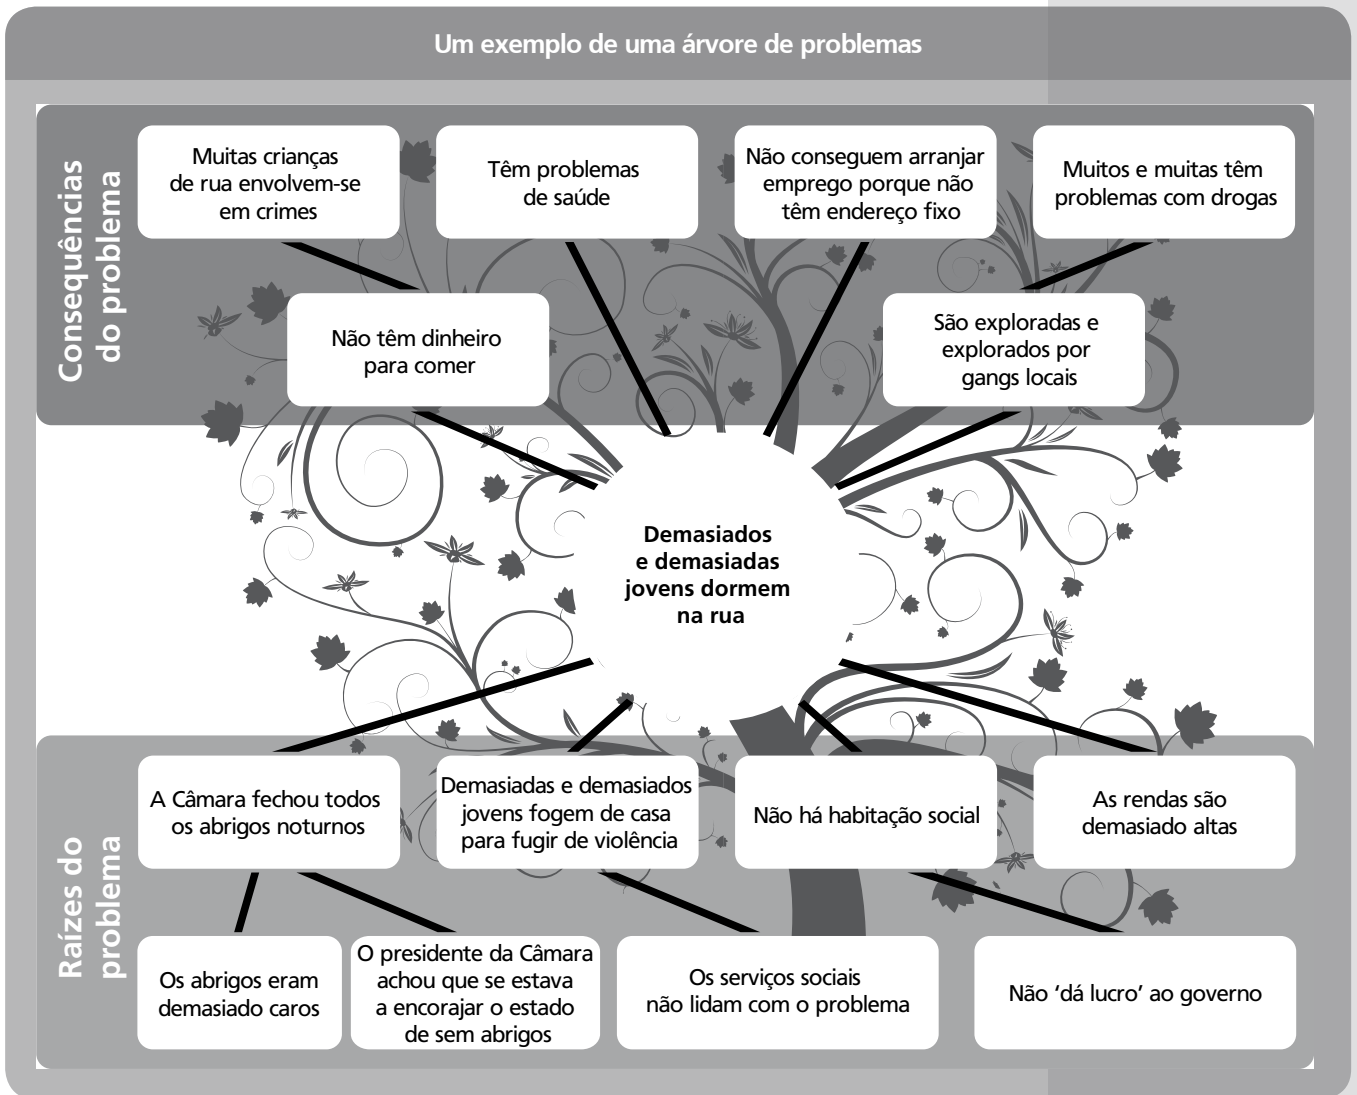 Um exemplo de uma árvore de problemas
Consequências
do problema
Muitas crianças
de rua envolvem-se
em crimes
Têm problemas
de saúde
Não conseguem arranjar
emprego porque não
têm endereço fixo
Muitos e muitas têm
problemas com drogas
Não têm dinheiro
para comer
São exploradas e
explorados por
gangs locais
Demasiados
e demasiadas
jovens dormem
na rua
Raízes do
problema
A Câmara fechou todos
os abrigos noturnos
Demasiadas e demasiados
jovens fogem de casa
para fugir de violência
Não há habitação social
As rendas são
demasiado altas
Os abrigos eram
demasiado caros
O presidente da Câmara
achou que se estava
a encorajar o estado
de sem abrigos
Os serviços sociais
não lidam com o problema
Não ‘dá lucro’ ao governo